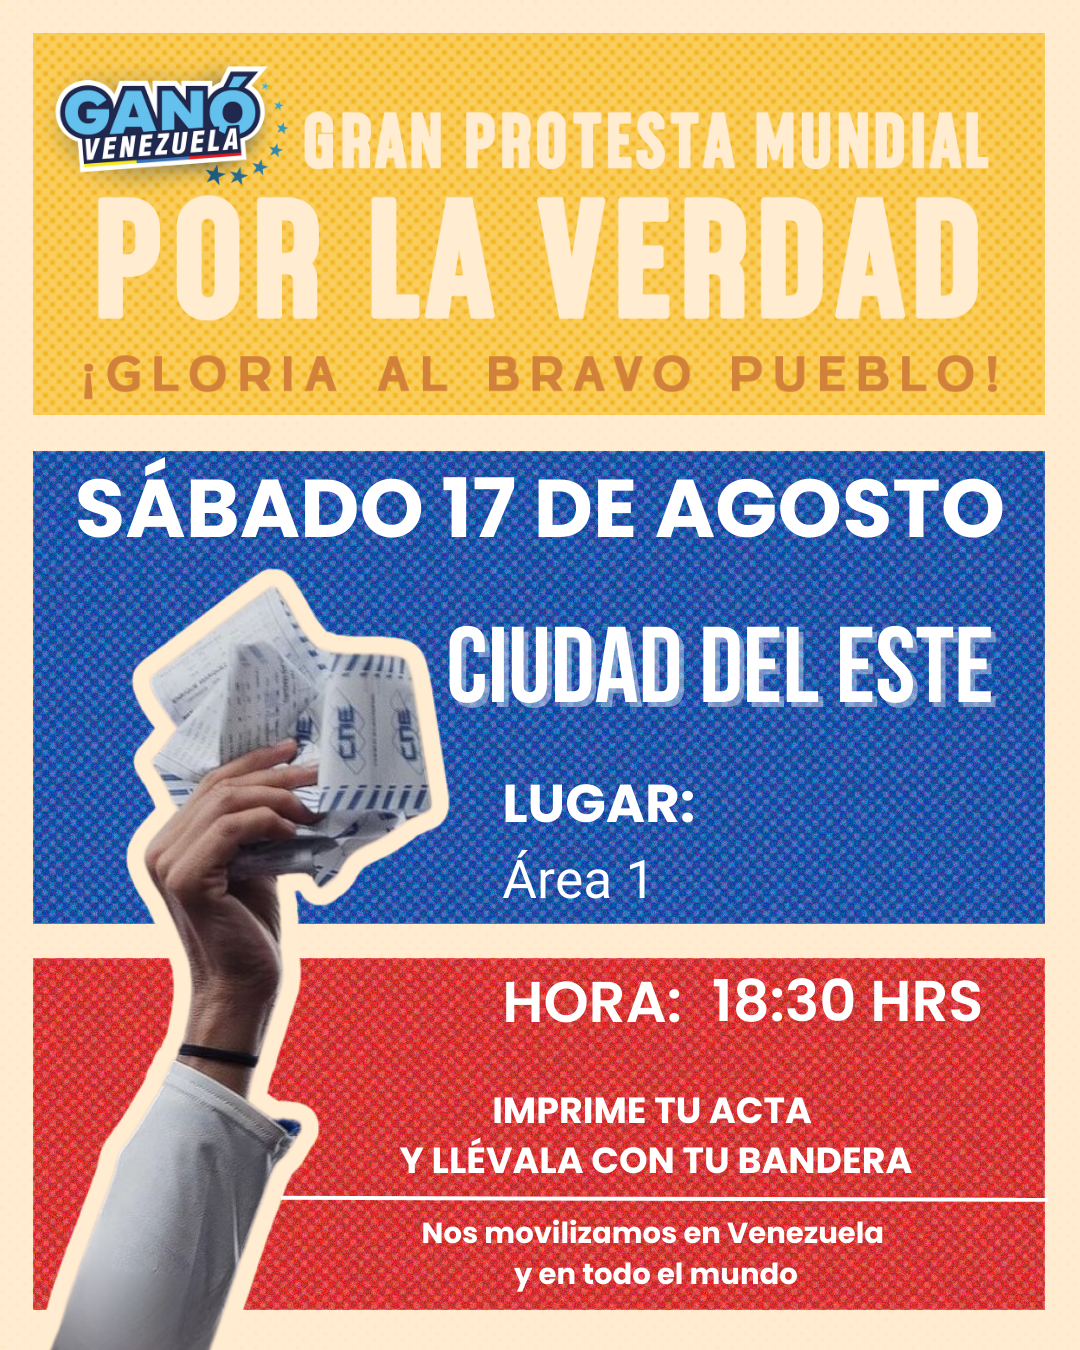 GANÓ
VENEZUELA
GRAN PROTESTA MUNDIAL
POR LA VERDAD
¡GLORIA AL BRAVO PUEBLO!
SÁBADO 17 DE AGOSTO
CIUDAD DEL ESTE
CNE
CNE
LUGAR:
Área 1
HORA: 18:30 HRS
IMPRIME TU ACTA
Y LLÉVALA CON TU BANDERA
Nos movilizamos en Venezuela
y en todo el mundo